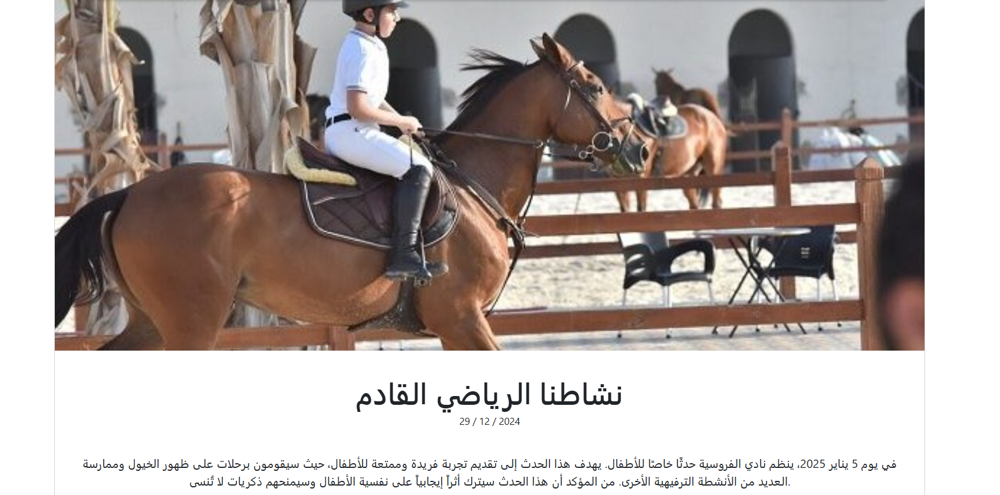 نشاطنا الرياضي القادم
29 / 12 / 2024
في يوم 5 يناير 2025، ينظم نادي الفروسية حدثًا خاصًا للأطفال. يهدف هذا الحدث إلى تقديم تجربة فريدة وممتعة للأطفال، حيث سيقومون برحلات على ظهور الخيول وممارسة
العديد من الأنشطة الترفيهية الأخرى. من المؤكد أن هذا الحدث سيترك أثراً إيجابياً على نفسية الأطفال وسيمنحهم ذكريات لا تُنسى.